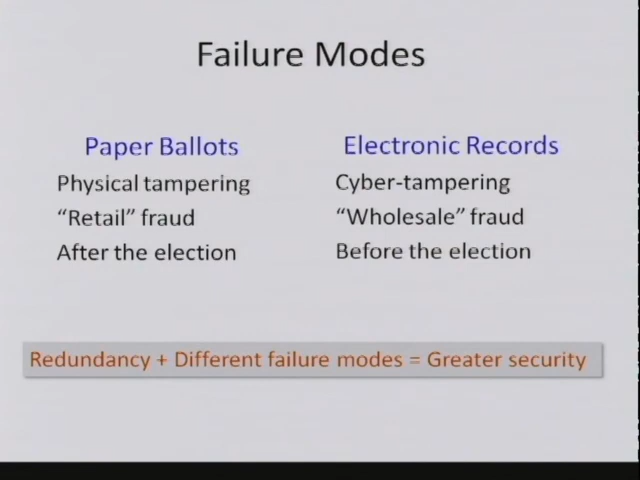 Failure Modes
Paper Ballots
Physical tampering
“Retail” fraud
After the election
Electronic Records
Cyber-tampering
“Wholesale” fraud
Before the election
Redundancy + Different failure modes = Greater security